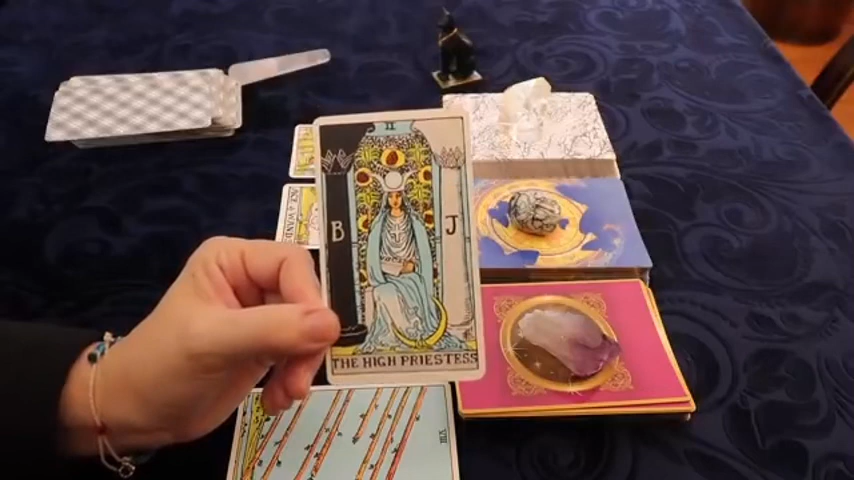 II
B
J
THE HIGH PRIESTESS
ACE of WANDS
VIII